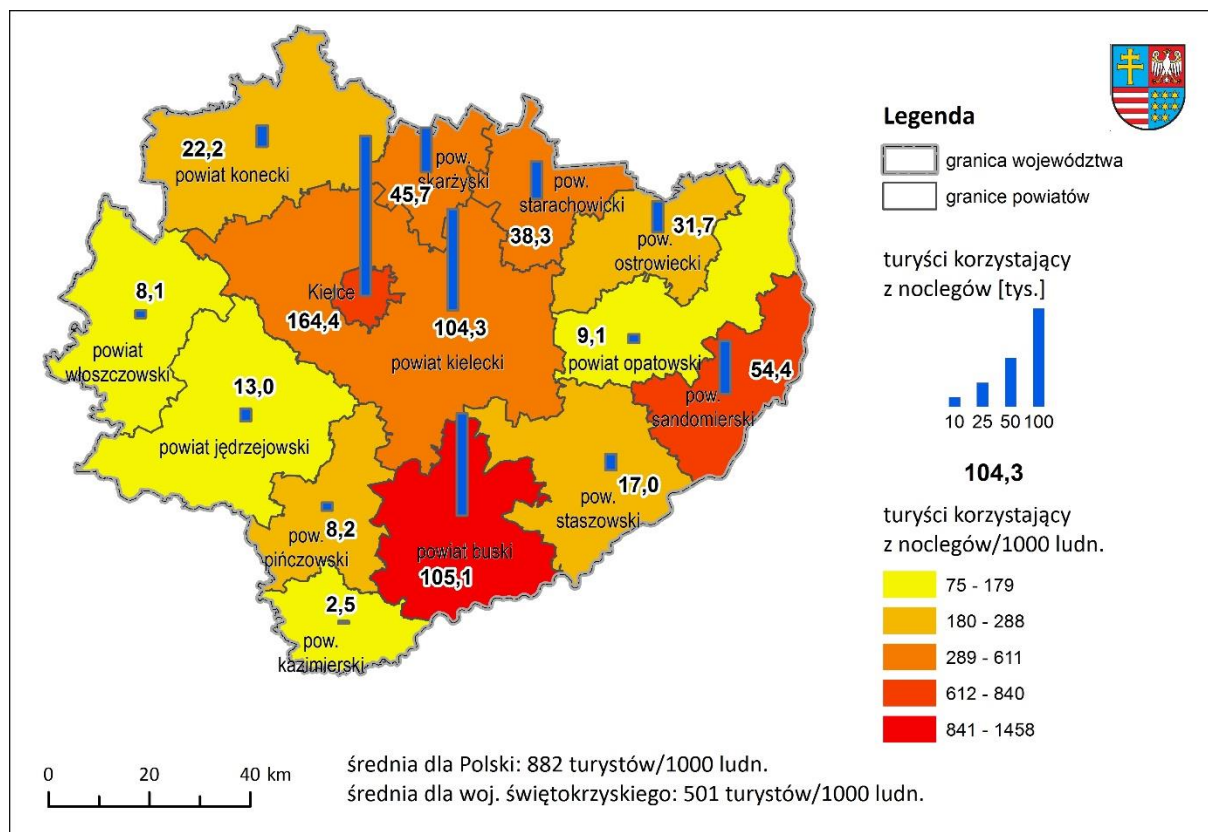 22,2
powiat konecki
pow.
skarżyski
45,7
pow.
starachowicki
38,3
31,7
pow.
ostrowiecki
8,1
powiat
włoszczowski
Kielce
164,4
104,3
powiat kielecki
9,1
powiat opatowski
54,4
pow.
sandomierski
13,0
powiat jędrzejowski
17,0
pow.
staszowski
8,2
pow.
pińczowski
powiat buski
105,1
2,5
pow.
kazimierski
Legenda
granica województwa
granice powiatów
turyści korzystający
z noclegów [tys.]
10 25 50 100
104,3
turyści korzystający
z noclegów/1000 ludn.
75 - 179
180 - 288
289 - 611
612 - 840
841 - 1458
0 20 40 km
średnia dla Polski: 882 turystów/1000 ludn.
średnia dla woj. świętokrzyskiego: 501 turystów/1000 ludn.